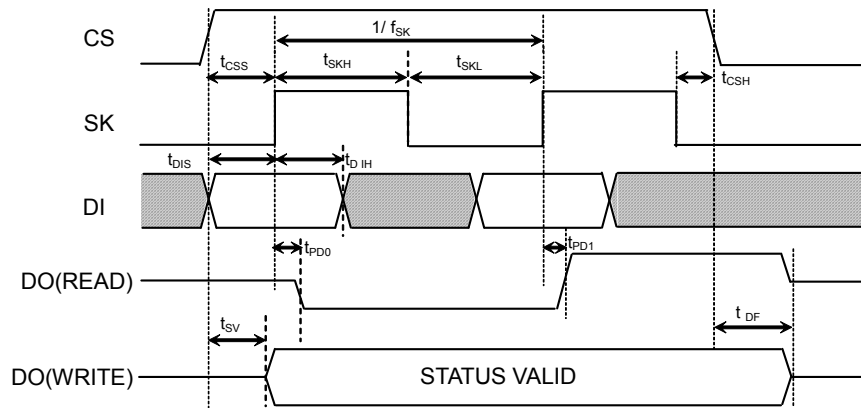 CS
1/ fSK
tCSS
tSKH
tSKL
tCSH
SK
tDIS
tD IH
DI
tPD0
tPD1
DO(READ)
tSV
t DF
DO(WRITE)
STATUS VALID